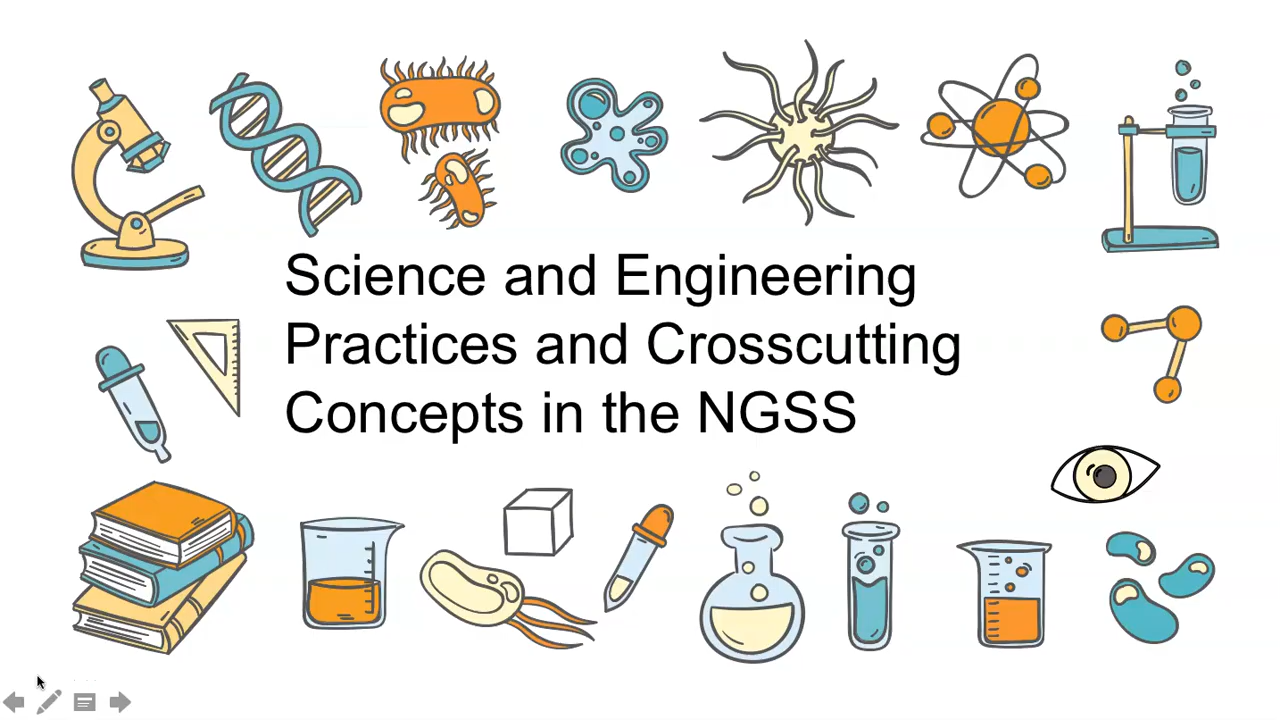 Science and Engineering
Practices and Crosscutting
Concepts in the NGSS